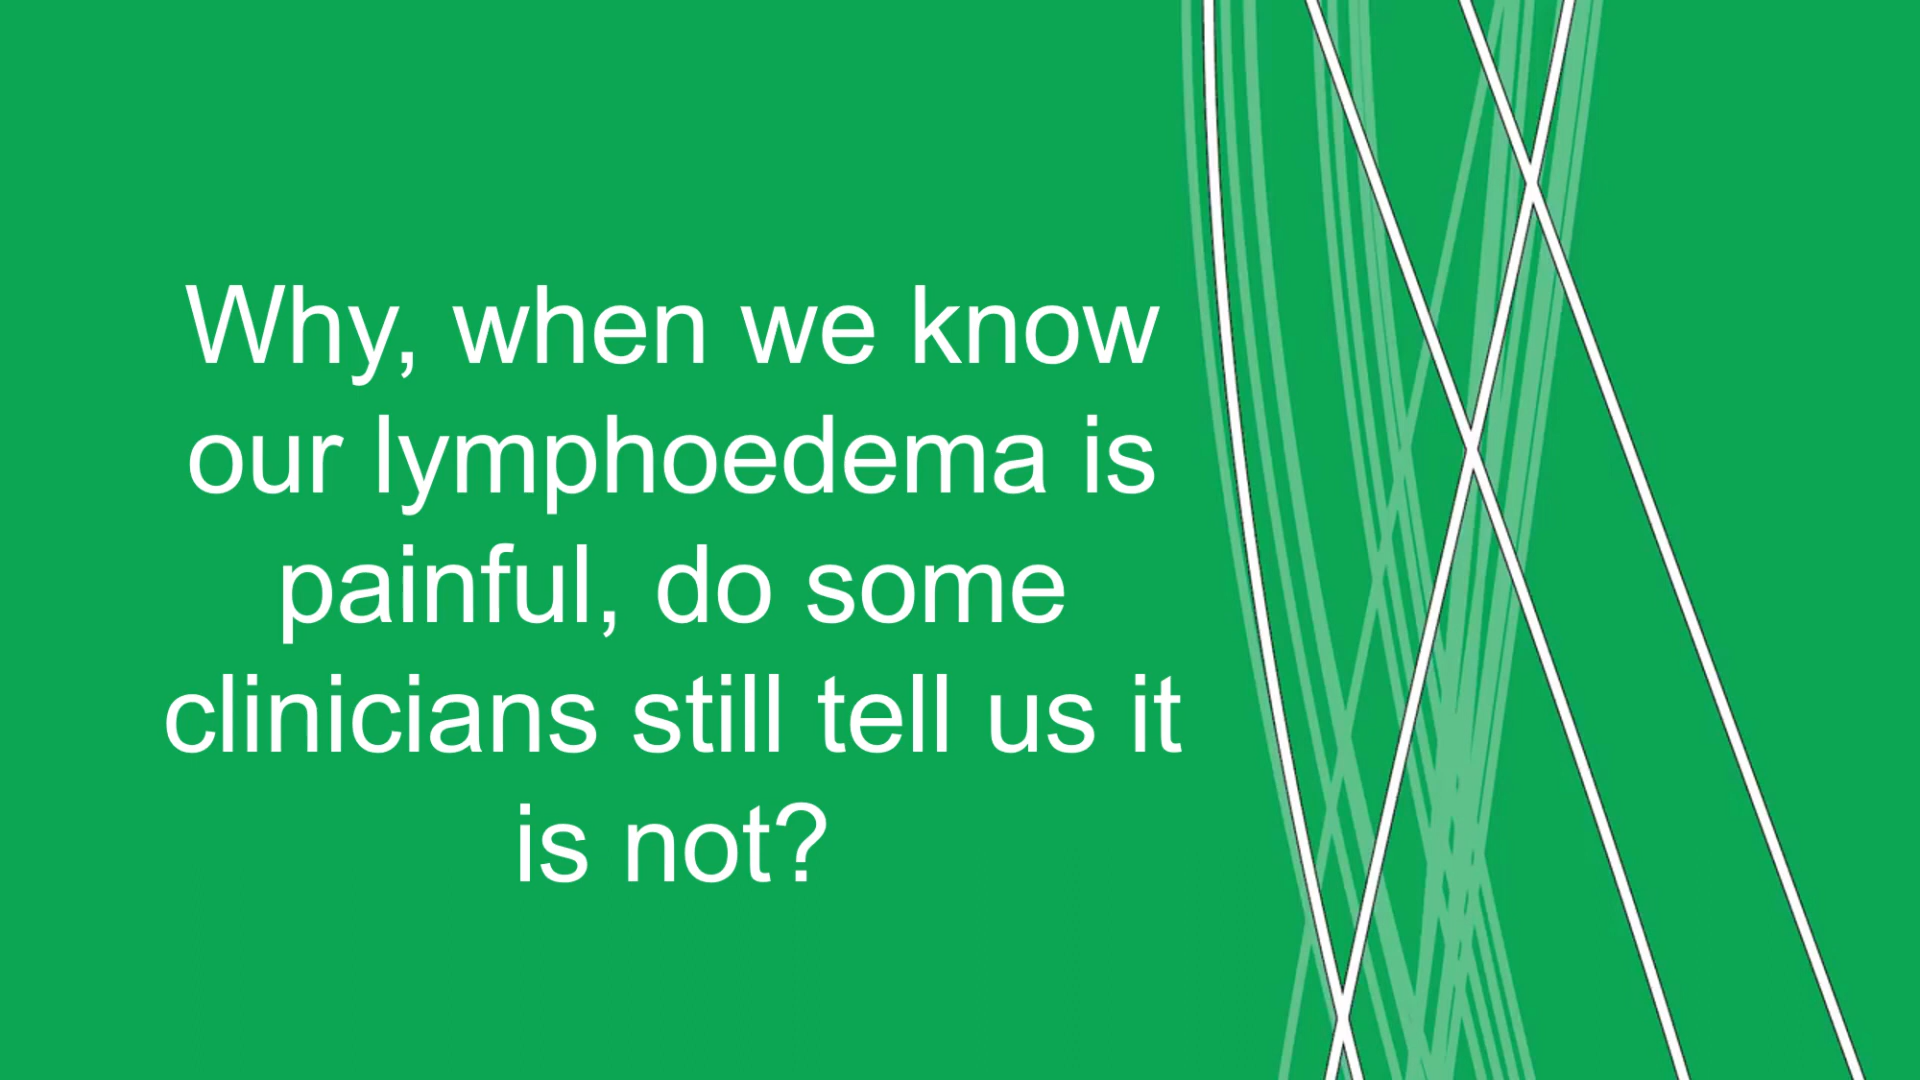 Why, when we know
our lymphoedema is
painful, do some
clinicians still tell us it
is not?